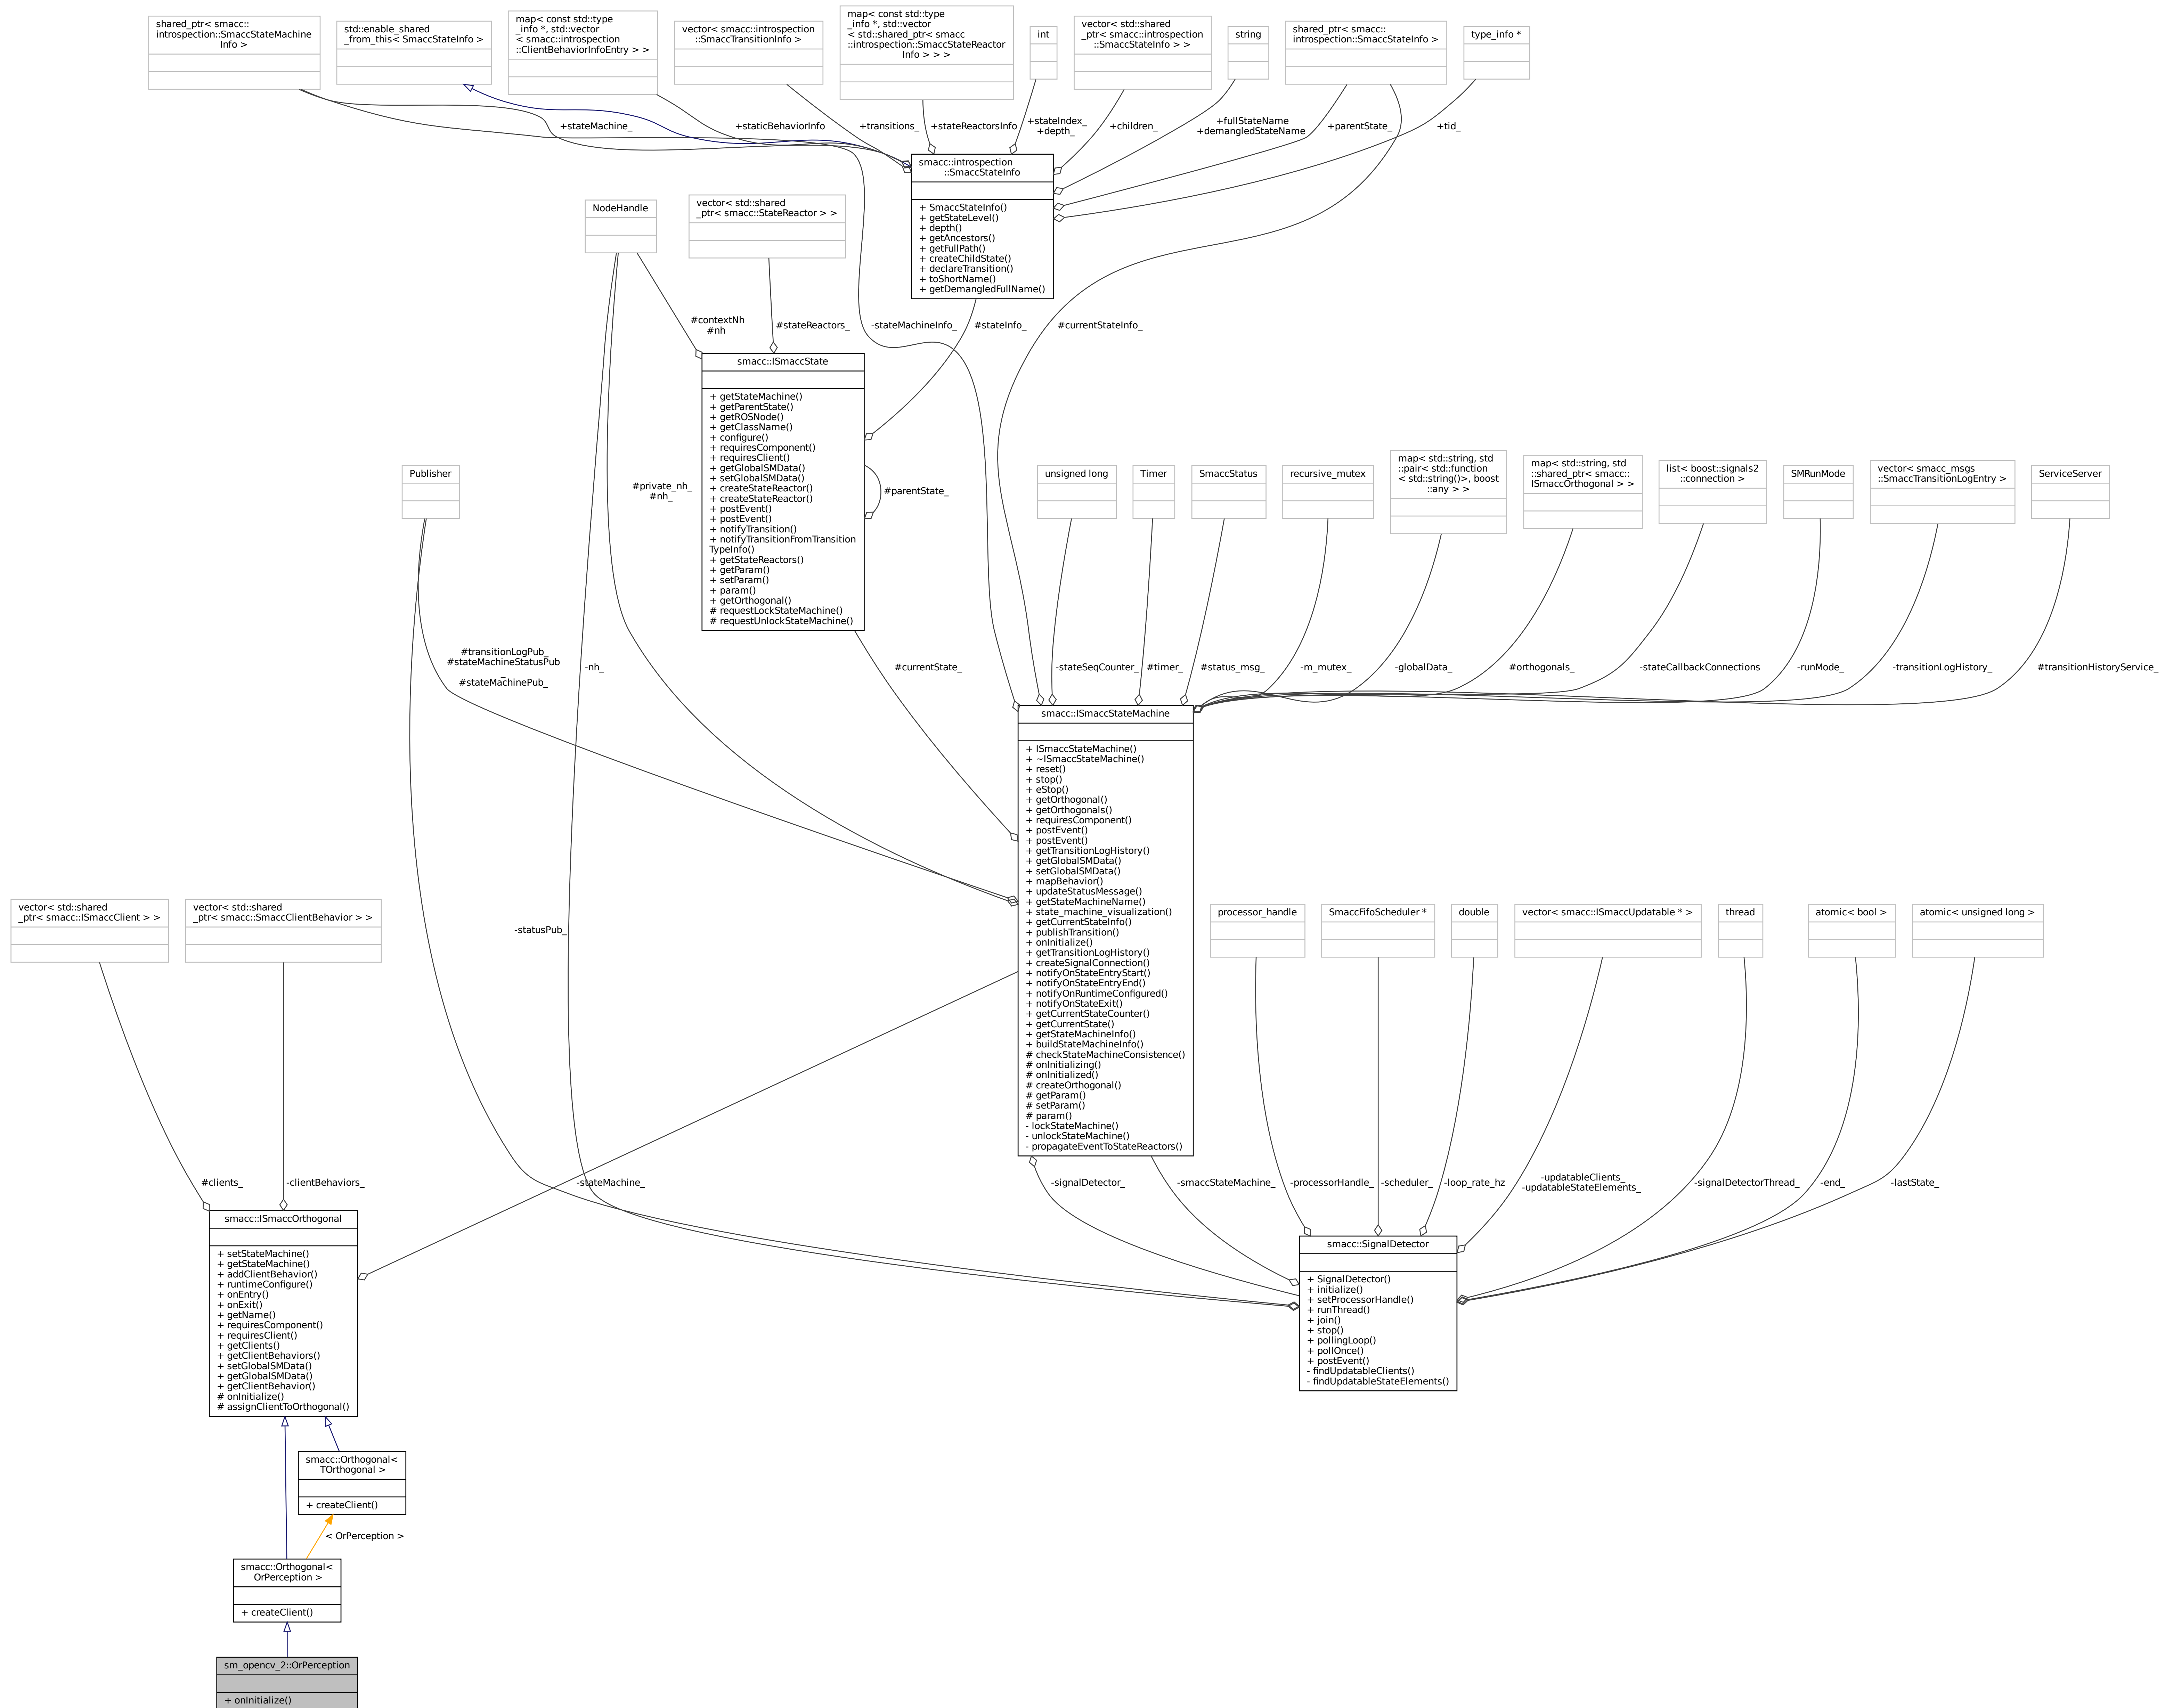 shared_ptr< smacc::
introspection::SmaccStateMachine
Info >
std::enable_shared
_from_this< SmaccStateInfo >
map< const std::type
_info *, std::vector
< smacc::introspection
::ClientBehaviorInfoEntry > >
vector< smacc::introspection
::SmaccTransitionInfo >
map< const std::type
_info *, std::vector
< std::shared_ptr< smacc
::introspection::SmaccStateReactor
Info > > >
int
vector< std::shared
_ptr< smacc::introspection
::SmaccStateInfo > >
string
shared_ptr< smacc::
introspection::SmaccStateInfo >
type_info *
+stateMachine_
+staticBehaviorInfo
+transitions_
+stateReactorsInfo
+stateIndex_
+depth_
+children_
+fullStateName
+demangledStateName
+parentState_
+tid_
smacc::introspection
::SmaccStateInfo
+ SmaccStateInfo()
+ getStateLevel()
+ depth()
+ getAncestors()
+ getFullPath()
+ createChildState()
+ declareTransition()
+ toShortName()
+ getDemangledFullName()
NodeHandle
vector< std::shared
_ptr< smacc::StateReactor > >
#contextNh
#nh
#stateReactors_
-stateMachineInfo_
#stateInfo_
#currentStateInfo_
smacc::ISmaccState
+ getStateMachine()
+ getParentState()
+ getROSNode()
+ getClassName()
+ configure()
+ requiresComponent()
+ requiresClient()
+ getGlobalSMData()
+ setGlobalSMData()
+ createStateReactor()
+ createStateReactor()
+ postEvent()
+ postEvent()
+ notifyTransition()
+ notifyTransitionFromTransition
TypeInfo()
+ getStateReactors()
+ getParam()
+ setParam()
+ param()
+ getOrthogonal()
# requestLockStateMachine()
# requestUnlockStateMachine()
#parentState_
Publisher
#private_nh_
#nh_
unsigned long
Timer
SmaccStatus
recursive_mutex
map< std::string, std
::pair< std::function
< std::string()>, boost
::any > >
map< std::string, std
::shared_ptr< smacc::
ISmaccOrthogonal > >
list< boost::signals2
::connection >
SMRunMode
vector< smacc_msgs
::SmaccTransitionLogEntry >
ServiceServer
#transitionLogPub_
#stateMachineStatusPub
_
#stateMachinePub_
-nh_
#currentState_
-stateSeqCounter_
#timer_
#status_msg_
-m_mutex_
-globalData_
#orthogonals_
-stateCallbackConnections
-runMode_
-transitionLogHistory_
#transitionHistoryService_
smacc::ISmaccStateMachine
+ ISmaccStateMachine()
+ ~ISmaccStateMachine()
+ reset()
+ stop()
+ eStop()
+ getOrthogonal()
+ getOrthogonals()
+ requiresComponent()
+ postEvent()
+ postEvent()
+ getTransitionLogHistory()
+ getGlobalSMData()
+ setGlobalSMData()
+ mapBehavior()
+ updateStatusMessage()
+ getStateMachineName()
+ state_machine_visualization()
+ getCurrentStateInfo()
+ publishTransition()
+ onInitialize()
+ getTransitionLogHistory()
+ createSignalConnection()
+ notifyOnStateEntryStart()
+ notifyOnStateEntryEnd()
+ notifyOnRuntimeConfigured()
+ notifyOnStateExit()
+ getCurrentStateCounter()
+ getCurrentState()
+ getStateMachineInfo()
+ buildStateMachineInfo()
# checkStateMachineConsistence()
# onInitializing()
# onInitialized()
# createOrthogonal()
# getParam()
# setParam()
# param()
- lockStateMachine()
- unlockStateMachine()
- propagateEventToStateReactors()
vector< std::shared
_ptr< smacc::ISmaccClient > >
vector< std::shared
_ptr< smacc::SmaccClientBehavior > >
-statusPub_
processor_handle
SmaccFifoScheduler *
double
vector< smacc::ISmaccUpdatable * >
thread
atomic< bool >
atomic< unsigned long >
#clients_
-clientBehaviors_
-stateMachine_
-signalDetector_
-smaccStateMachine_
-processorHandle_
-scheduler_
-loop_rate_hz
-updatableClients_
-updatableStateElements_
-signalDetectorThread_
-end_
-lastState_
smacc::ISmaccOrthogonal
+ setStateMachine()
+ getStateMachine()
+ addClientBehavior()
+ runtimeConfigure()
+ onEntry()
+ onExit()
+ getName()
+ requiresComponent()
+ requiresClient()
+ getClients()
+ getClientBehaviors()
+ setGlobalSMData()
+ getGlobalSMData()
+ getClientBehavior()
# onInitialize()
# assignClientToOrthogonal()
smacc::SignalDetector
+ SignalDetector()
+ initialize()
+ setProcessorHandle()
+ runThread()
+ join()
+ stop()
+ pollingLoop()
+ pollOnce()
+ postEvent()
- findUpdatableClients()
- findUpdatableStateElements()
smacc::Orthogonal<
TOrthogonal >
+ createClient()
< OrPerception >
smacc::Orthogonal<
OrPerception >
+ createClient()
sm_opencv_2::OrPerception
+ onInitialize()